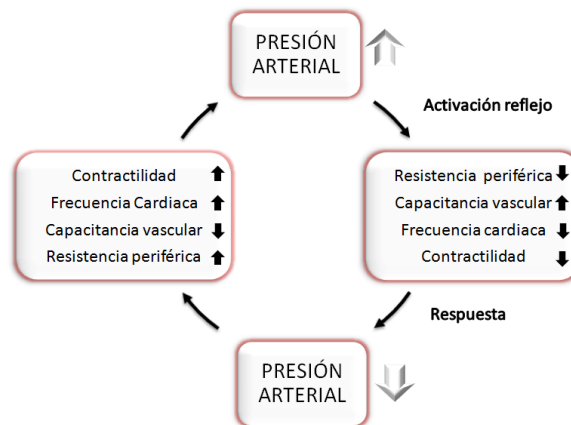 PRESIÓN
ARTERIAL
Activación reflejo
Resistencia periférica
Capacitancia vascular
Frecuencia cardiaca
Contractilidad
Respuesta
PRESIÓN
ARTERIAL
Contractilidad
Frecuencia Cardiaca
Capacitancia vascular
Resistencia periférica